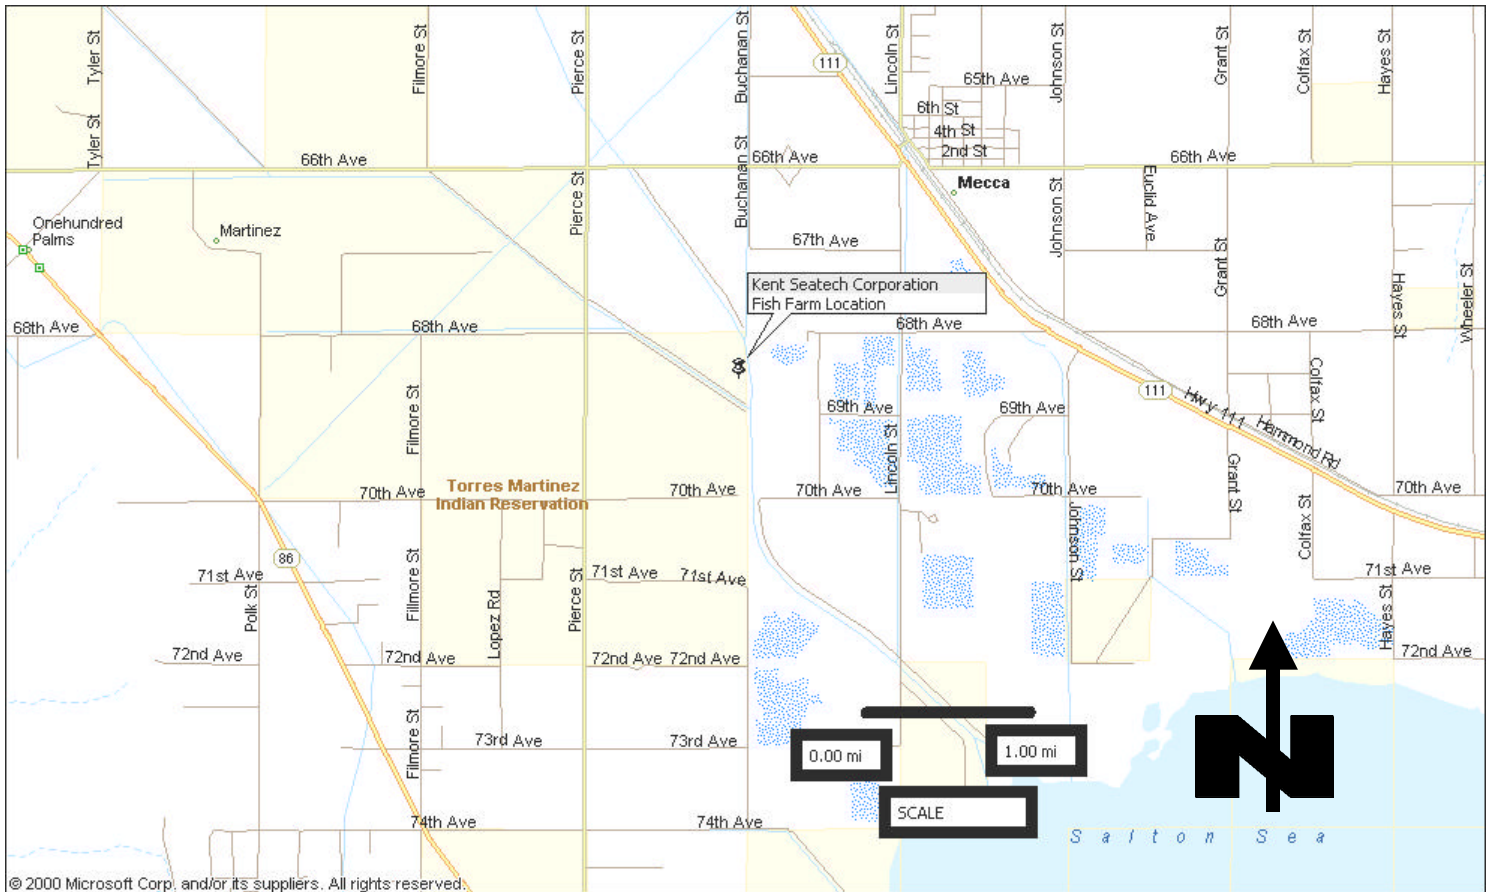 Tyler St
Filmore St
Pierce St
Buchanan St
111
Lincoln St
65th Ave
Johnson St
Grant St
Colfax St
Hayes St
6th St
4th St
2nd St
Tyler St
66th Ave
Buchanan St
66th Ave
66th Ave
Mecca
Pierce St
Johnson St
Euclid Ave
Onehundred
Palms
Martinez
67th Ave
Grant St
Kent Seatech Corporation
Fish Farm Location
Hayes St
Wheeler St
68th Ave
68th Ave
68th Ave
68th Ave
Filmore St
69th Ave
69th Ave
111
Hwy 111
Hammond Rd
Colfax St
Lincoln St
Torres Martinez
Indian Reservation
70th Ave
70th Ave
70th Ave
70th Ave
70th Ave
Grant St
Colfax St
Johnson St
86
71st Ave
Fillmore St
Polk St
Lopez Rd
Pierce St
71st Ave
71st Ave
71st Ave
Hayes St
72nd Ave
72nd Ave
72nd Ave
72nd Ave
72nd Ave
Filmore St
73rd Ave
73rd Ave
0.00 mi
1.00 mi
SCALE
N
74th Ave
74th Ave
Salton Sea
© 2000 Microsoft Corp. and/or its suppliers. All rights reserved.